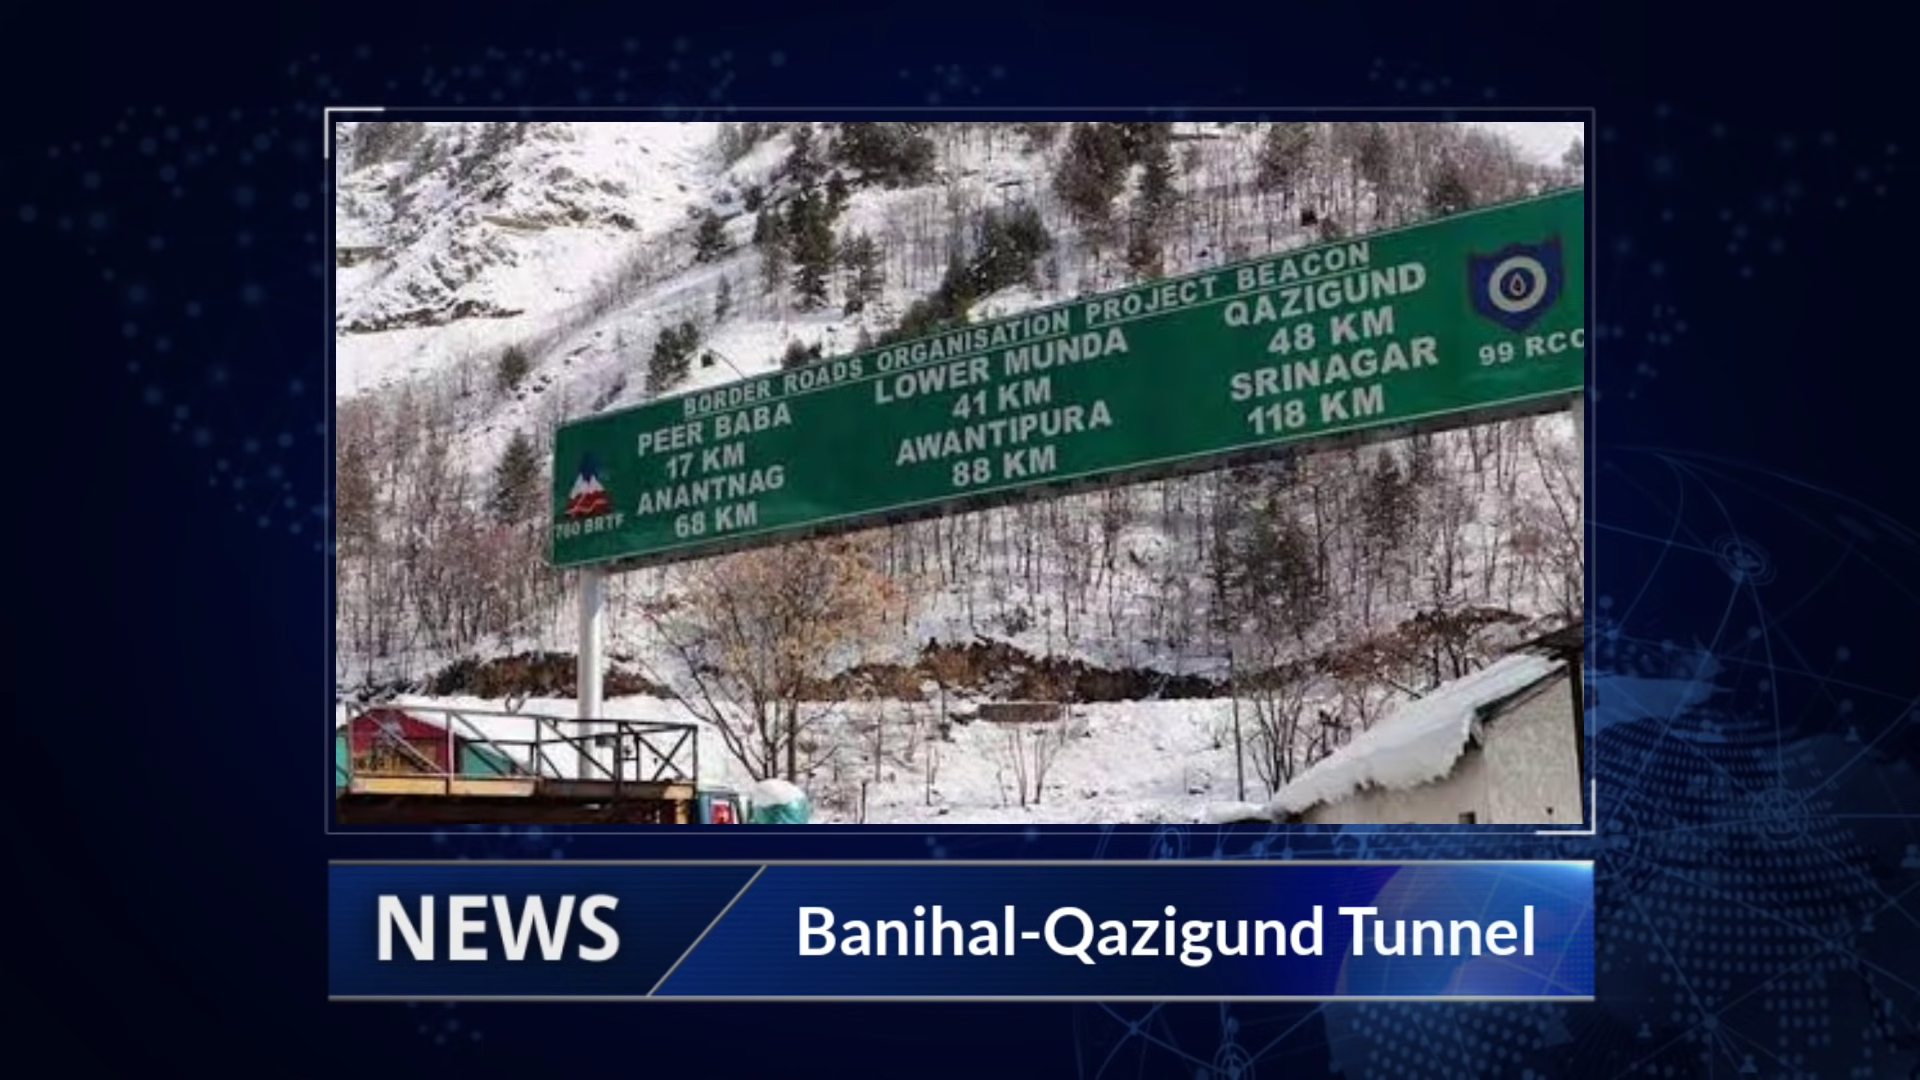 BORDER ROADS ORGANISATION PROJECT BEACON
PEER BABA
17 KM
ANANTNAG
68 KM
LOWER MUNDA
41 KM
AWANTIPURA
88 KM
QAZIGUND
48 KM
SRINAGAR
118 KM
760 BRTF
99 RCC
NEWS
Banihal-Qazigund Tunnel